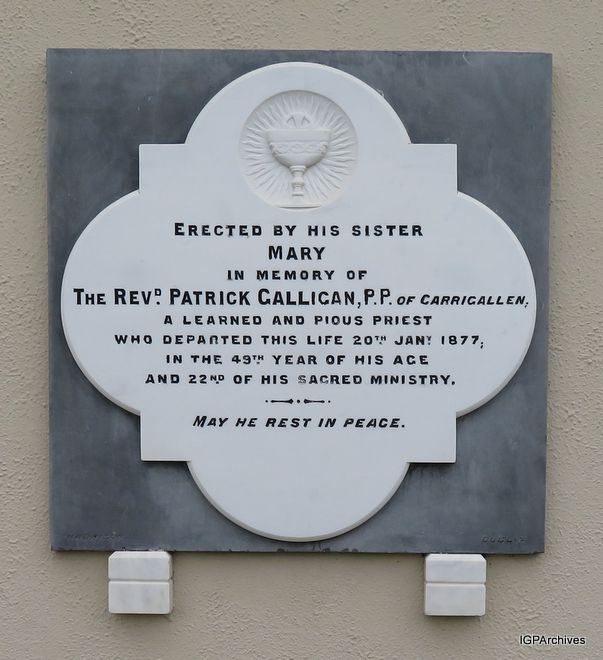 ERECTED BY HIS SISTER
MARY
IN MEMORY OF
THE REVD. PATRICK GALLIGAN, P.P. OF CARRIGALLEN,
A LEARNED AND PIOUS PRIEST
WHO DEPARTED THIS LIFE 20TH JANY 1877;
IN THE 49TH YEAR OF HIS AGE
AND 22ND OF HIS SACRED MINISTRY.
MAY HE REST IN PEACE.
DUBLIN
IGPArchives